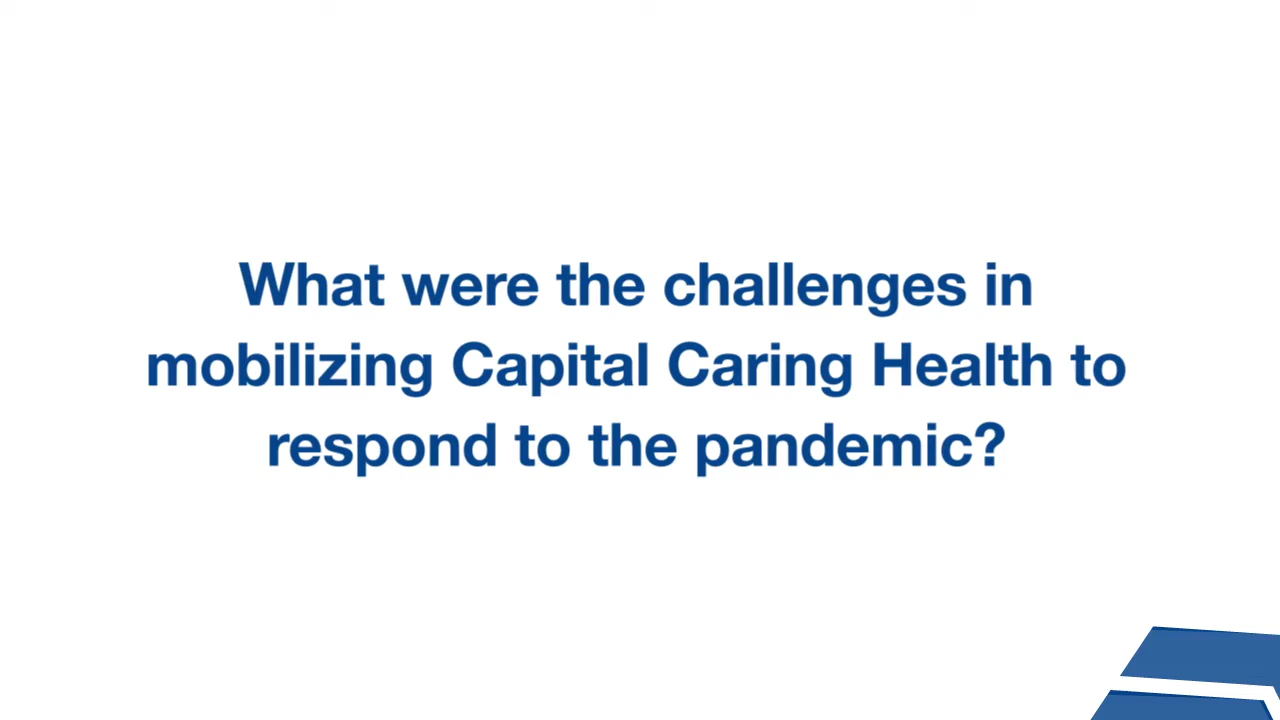 What were the challenges in
mobilizing Capital Caring Health to
respond to the pandemic?